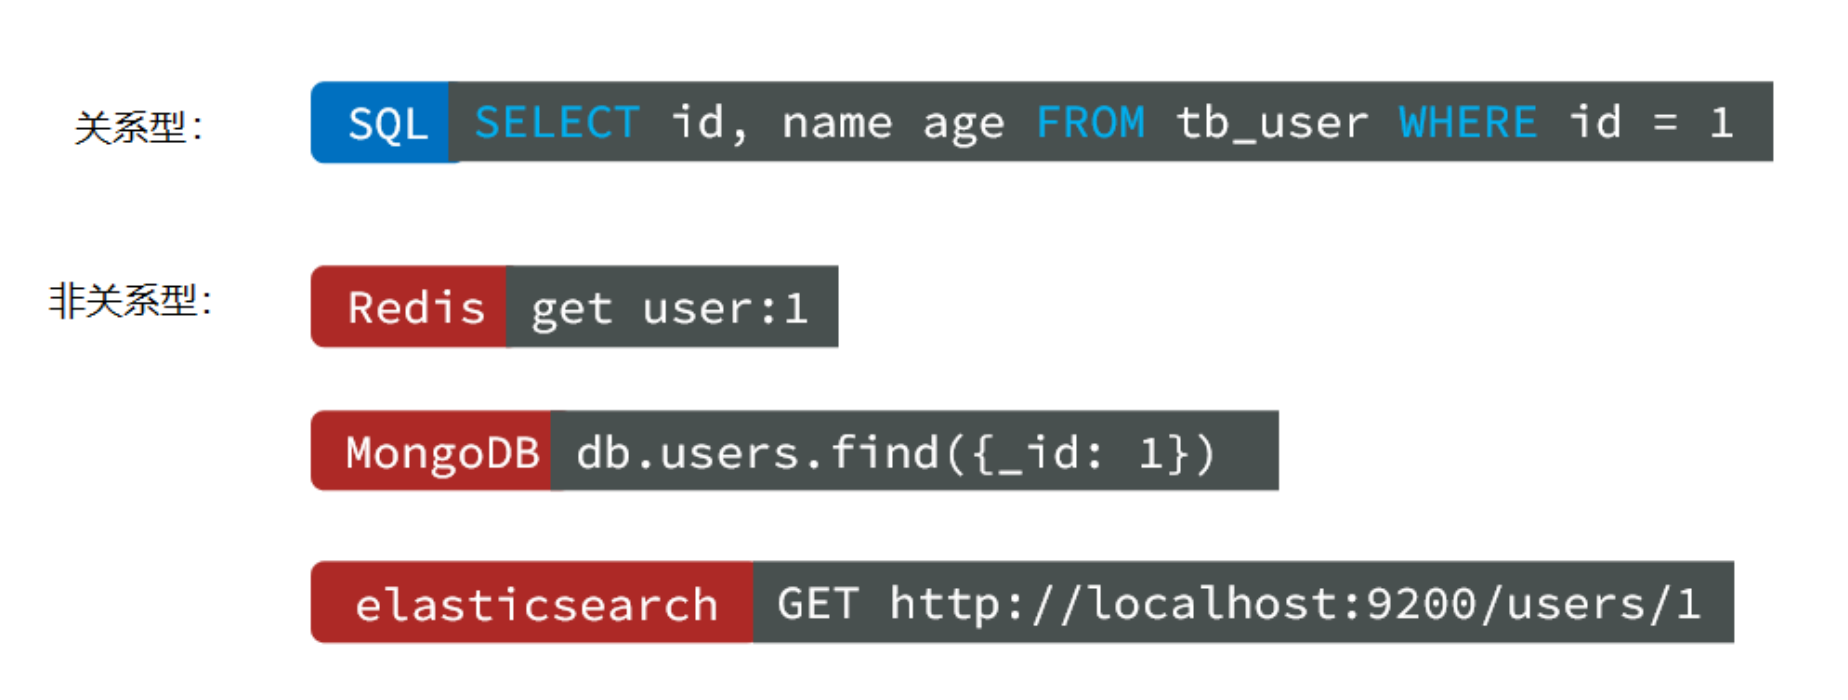 关系型： SQL SELECT id, name age FROM tb_user WHERE id = 1
非关系型： Redis get user:1
MongoDB db.users.find({_id: 1})
elasticsearch GET http://localhost:9200/users/1